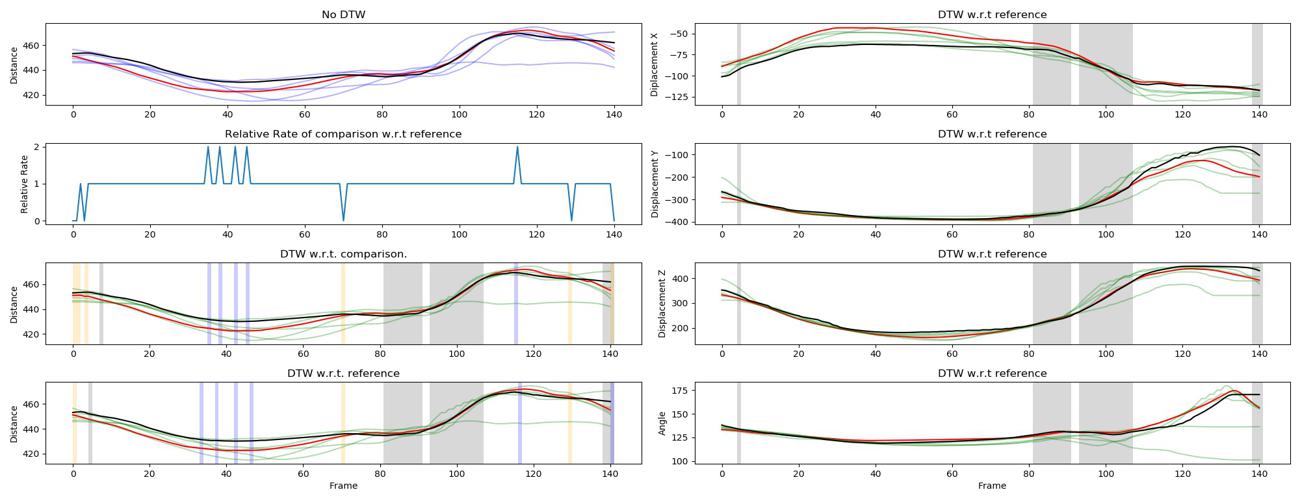 No DTW
Distance
460
440
420
0 20 40 60 80 100 120 140
Relative Rate of comparison w.r.t reference
Relative Rate
2
1
0
0 20 40 60 80 100 120 140
DTW w.r.t. comparison.
Distance
460
440
420
0 20 40 60 80 100 120 140
DTW w.r.t. reference
Distance
460
440
420
0 20 40 60 80 100 120 140
Frame
DTW w.r.t reference
Displacement X
−50
−75
−100
−125
0 20 40 60 80 100 120 140
DTW w.r.t reference
Displacement Y
−100
−200
−300
−400
0 20 40 60 80 100 120 140
DTW w.r.t reference
Displacement Z
400
300
200
0 20 40 60 80 100 120 140
DTW w.r.t reference
Angle
175
150
125
100
0 20 40 60 80 100 120 140
Frame